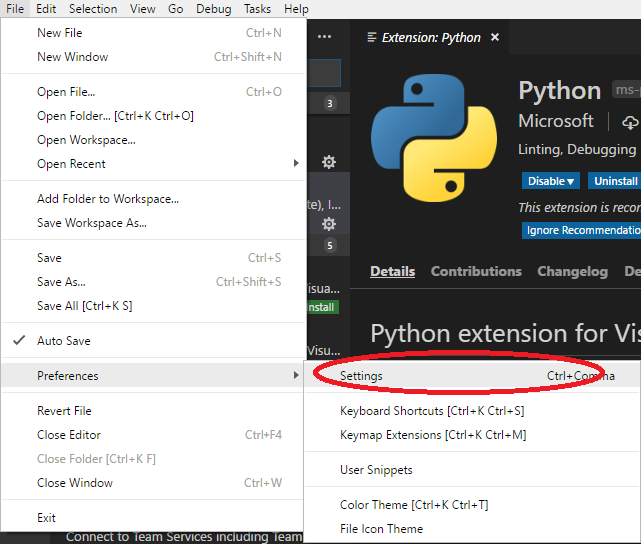 File Edit Selection View Go Debug Tasks Help
New File Ctrl+N
New Window Ctrl+Shift+N
Open File... Ctrl+O
Open Folder... [Ctrl+K Ctrl+O]
Open Workspace...
Open Recent
Add Folder to Workspace...
Save Workspace As...
Save Ctrl+S
Save As... Ctrl+Shift+S
Save All [Ctrl+K S]
Auto Save
Preferences
Revert File
Close Editor Ctrl+F4
Close Folder [Ctrl+K F]
Close Window Ctrl+W
Exit
Settings Ctrl+Comma
Keyboard Shortcuts [Ctrl+K Ctrl+S]
Keymap Extensions [Ctrl+K Ctrl+M]
User Snippets
Color Theme [Ctrl+K Ctrl+T]
File Icon Theme
3
te), I...
5
Visua...
nstall
Visu...
Connect to Team Services including Team
Extension: Python
Python ms-p
Microsoft
Linting, Debugging
Disable Uninstall
This extension is recor
Ignore Recommendatio
Details Contributions Changelog De
Python extension for Vis